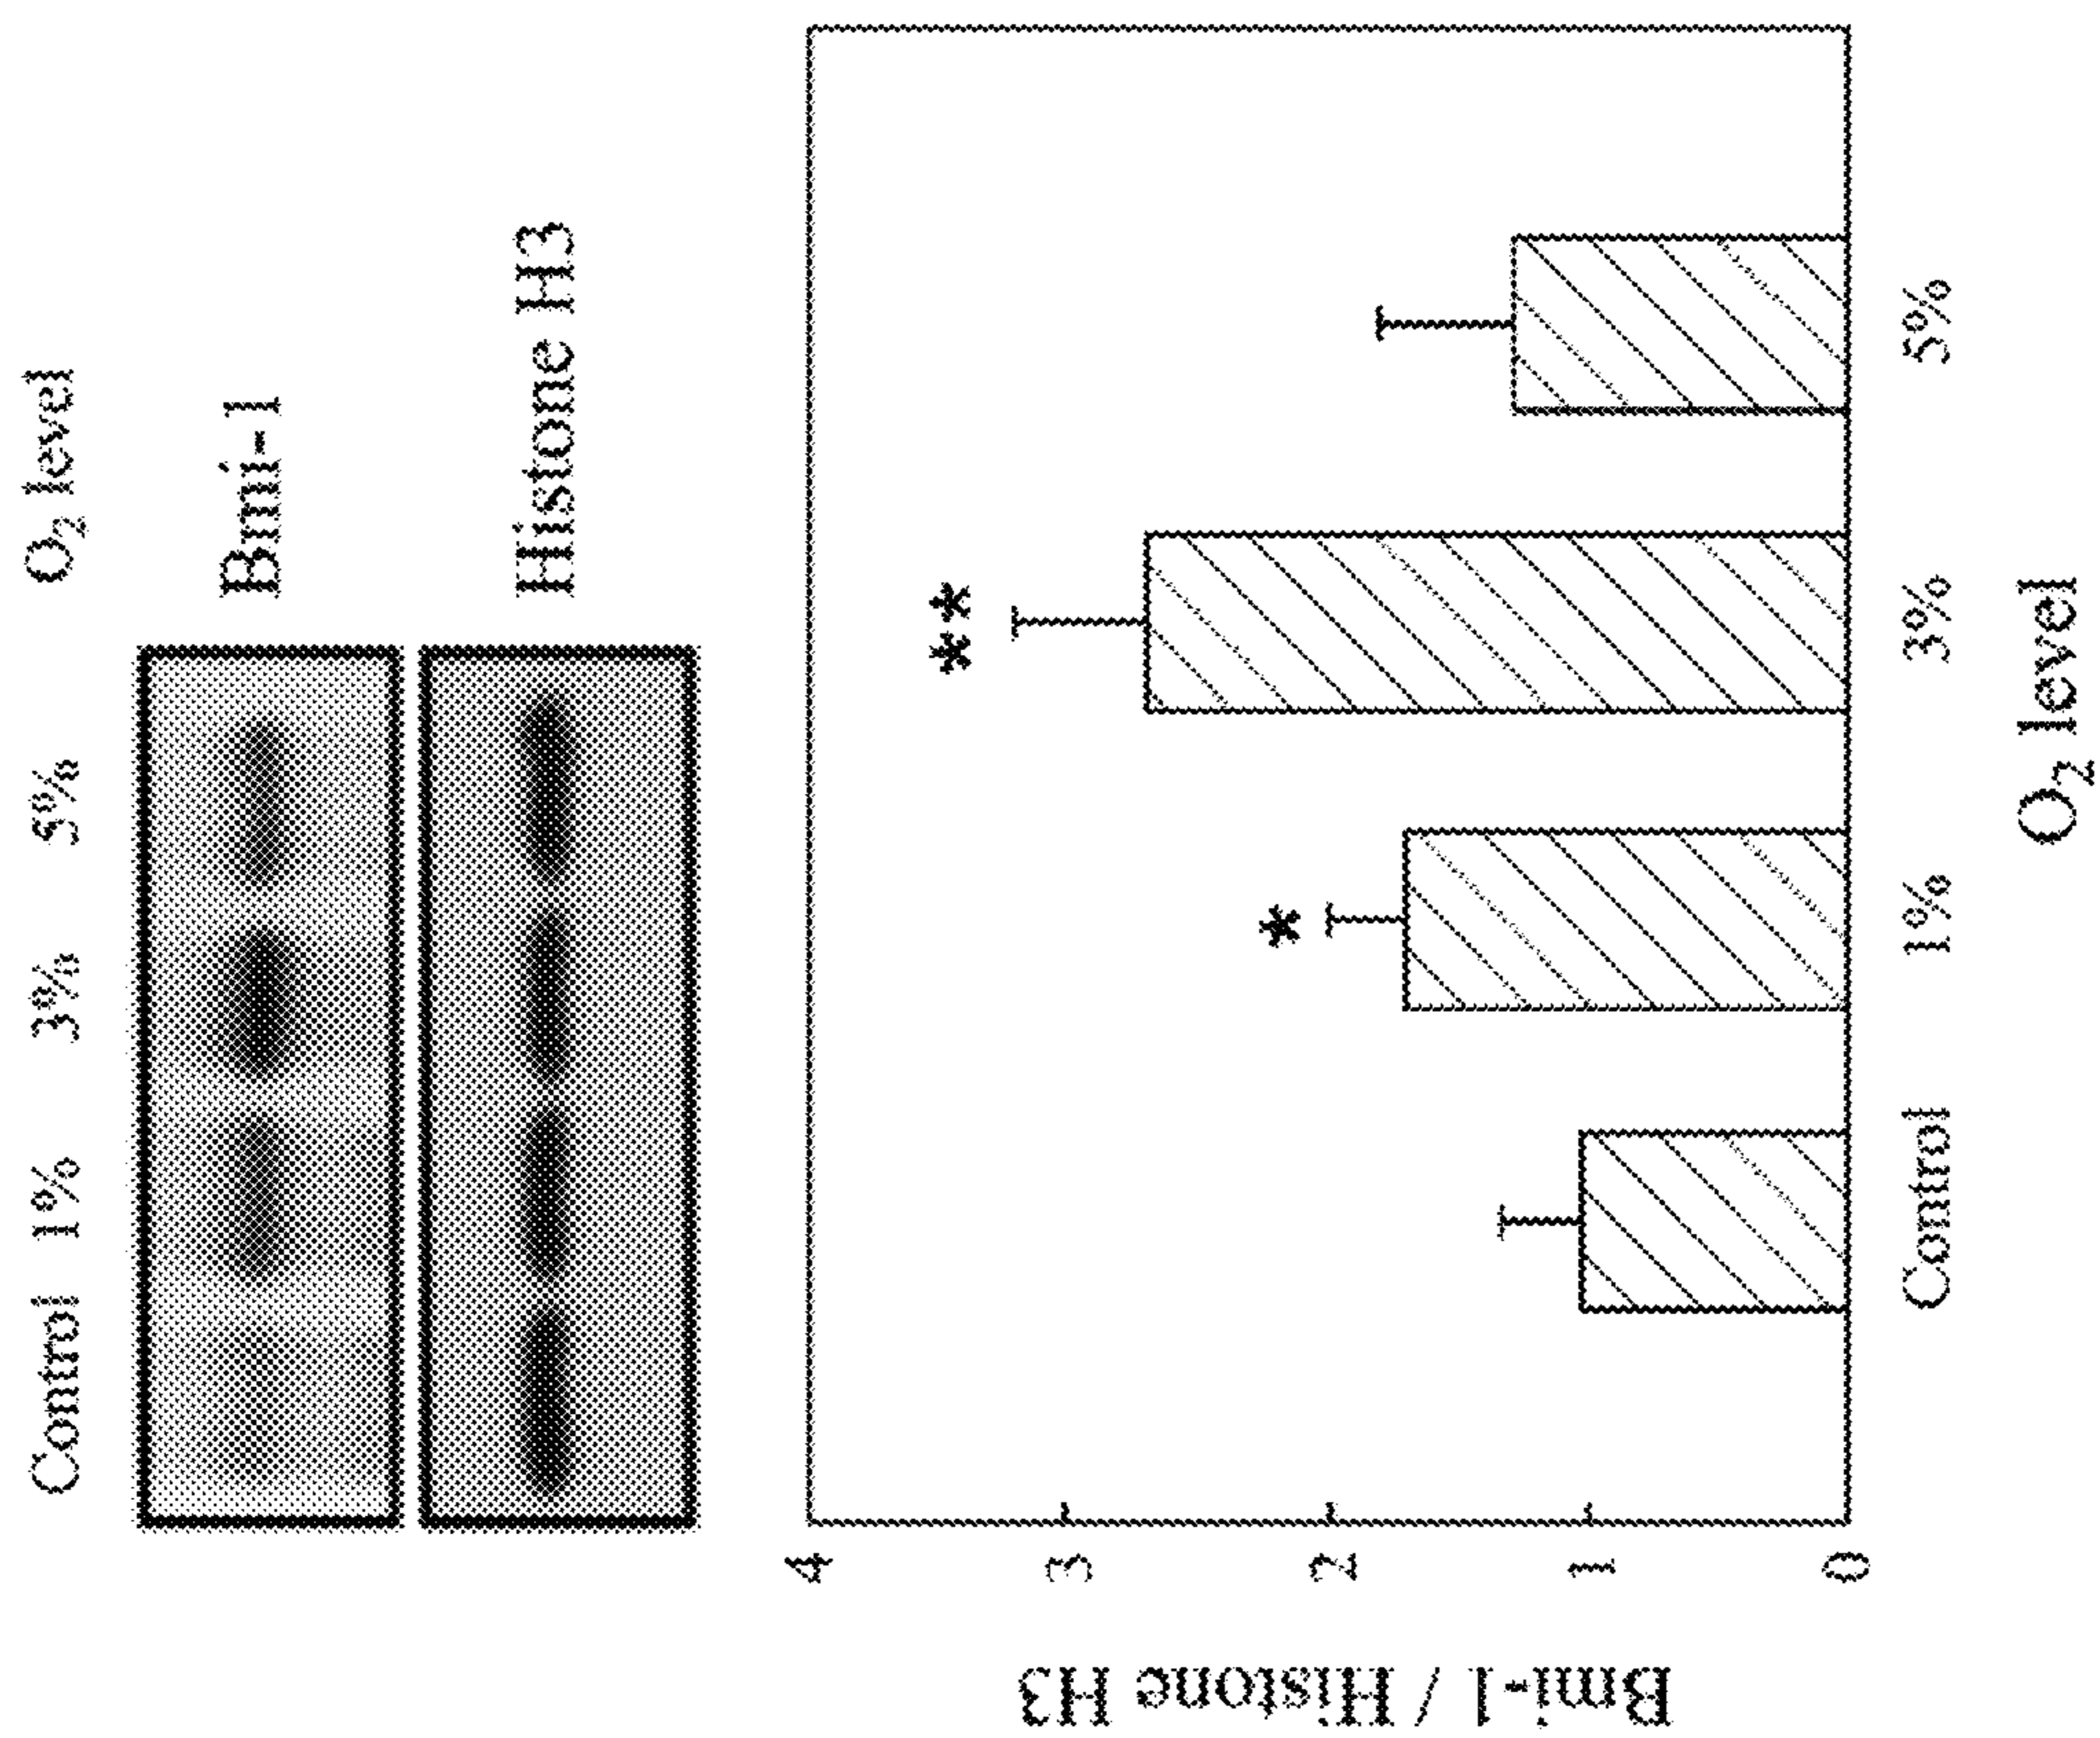 Control 1% 3% 5% O₂ level
Bmi-1
Histone H3
Bmi-1 / Histone H3
4
3
2
1
0
*
**
Control 1% 3% 5%
O₂ level